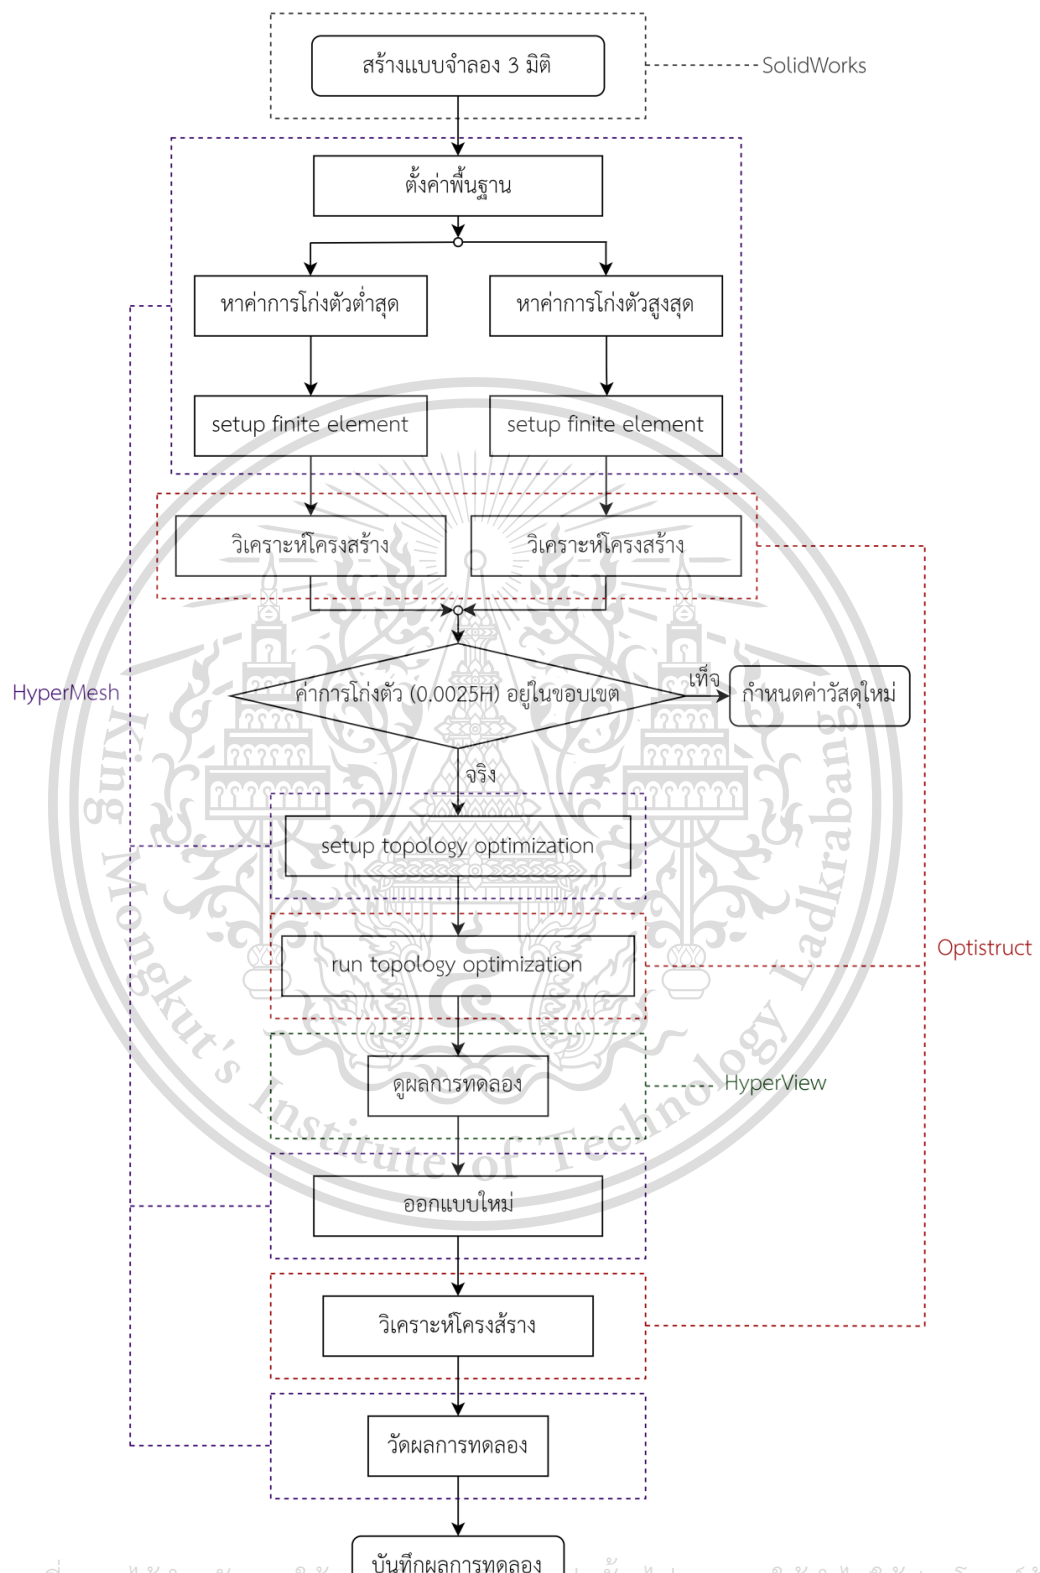 สร้างแบบจำลอง 3 มิติ
SolidWorks
ตั้งค่าพื้นฐาน
หาค่าการโก่งตัวต่ำสุด
หาค่าการโก่งตัวสูงสุด
setup finite element
setup finite element
วิเคราะห์โครงสร้าง
วิเคราะห์โครงสร้าง
HyperMesh
ค่าการโก่งตัว (0.0025H) อยู่ในขอบเขต
เท็จ
กำหนดค่าวัสดุใหม่
จริง
setup topology optimization
run topology optimization
Optistruct
ดูผลการทดลอง
HyperView
ออกแบบใหม่
วิเคราะห์โครงส้ราง
วัดผลการทดลอง
บันทึกผลการทดลอง
King Mongkut's Institute of Technology Ladkrabang